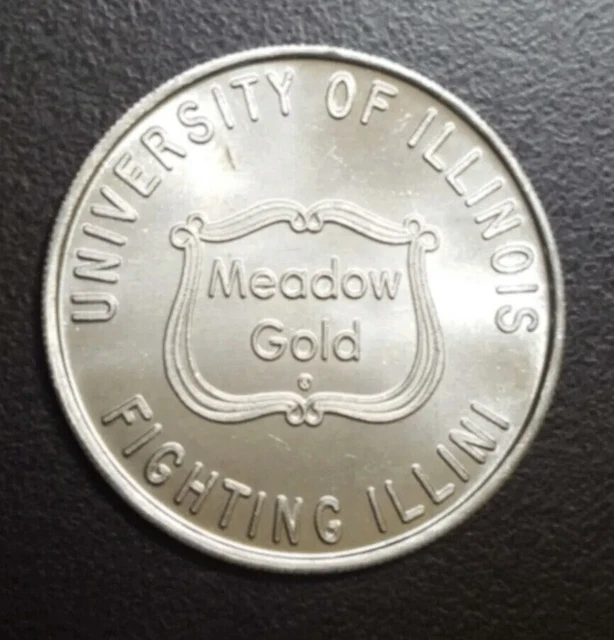 UNIVERSITY OF ILLINOIS
Meadow
Gold
FIGHTING ILLINI